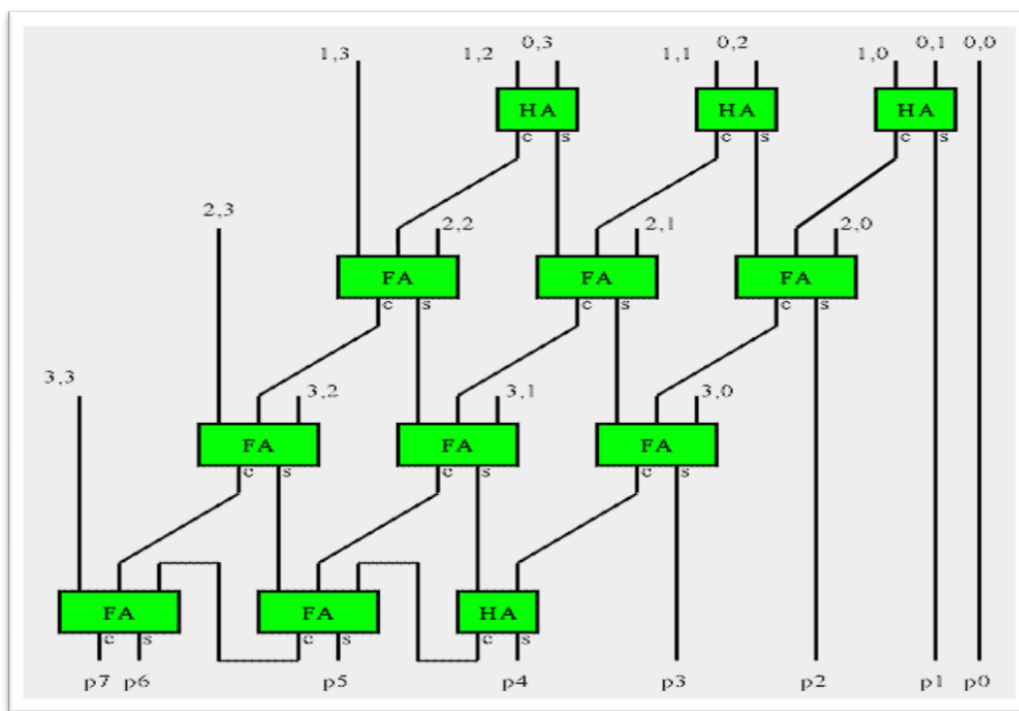 0,3 0,2 0,1 0,0
1,3 1,2 1,1 1,0
HA HA HA
c s c s c s
2,3 2,2 2,1 2,0
FA FA FA
c s c s c s
3,3 3,2 3,1 3,0
FA FA FA
c s c s c s
FA FA HA
c s c s c s
p7 p6 p5 p4 p3 p2 p1 p0